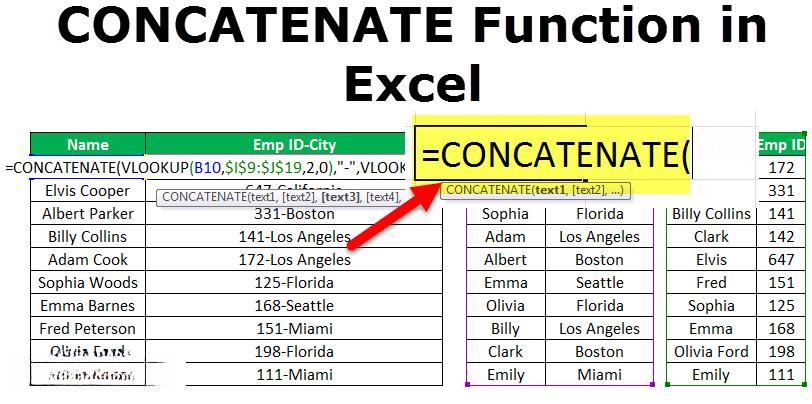 CONCATENATE Function in
Excel
Name Emp ID-City Emp ID
=CONCATENATE(VLOOKUP(B10,$I$9:$J$19,2,0),"-",VLOOK =CONCATENATE( 172
Elvis Cooper 647-California 331
CONCATENATE(text1, [text2], [text3], [text4], CONCATENATE(text1, [text2], ...)
Albert Parker 331-Boston Sophia Florida Billy Collins 141
Billy Collins 141-Los Angeles Adam Los Angeles Clark 142
Adam Cook 172-Los Angeles Albert Boston Elvis 647
Sophia Woods 125-Florida Emma Seattle Fred 151
Emma Barnes 168-Seattle Olivia Florida Sophia 125
Fred Peterson 151-Miami Billy Los Angeles Emma 168
Olivia Ford 198-Florida Clark Boston Olivia Ford 198
111-Miami Emily Miami Emily 111